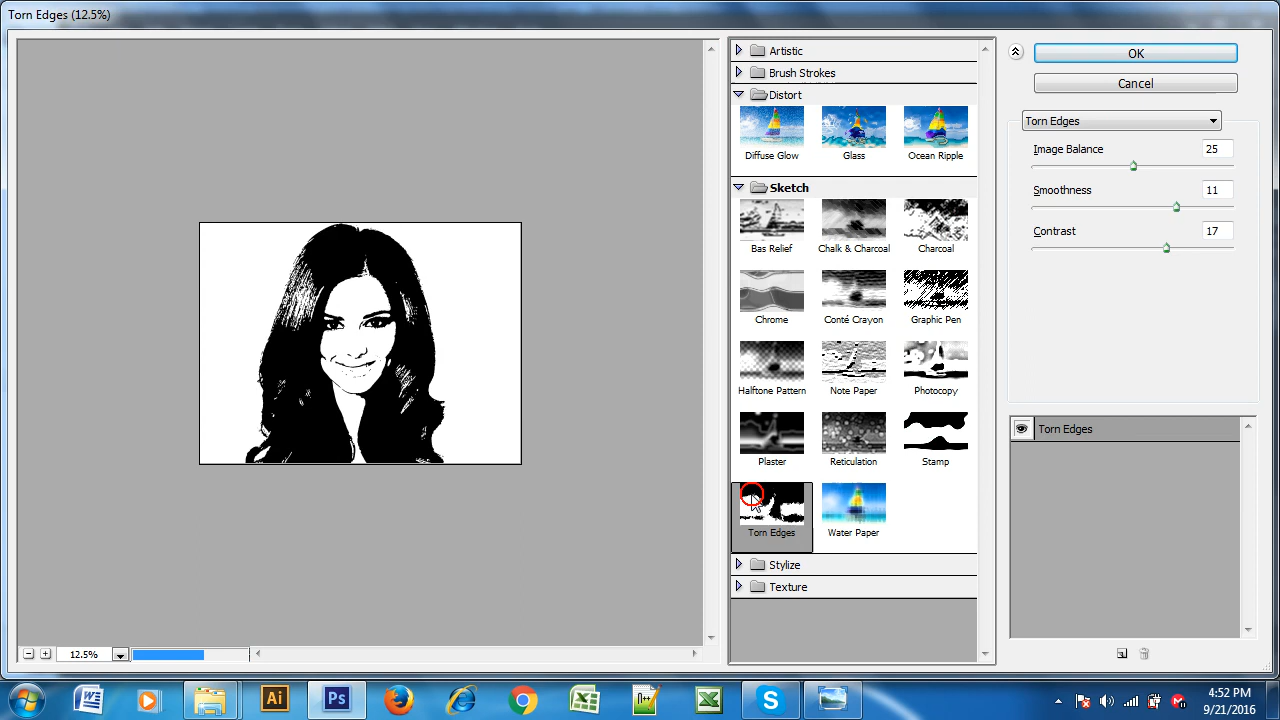 Torn Edges (12.5%)
Artistic
Brush Strokes
Distort
Diffuse Glow
Glass
Ocean Ripple
Sketch
Bas Relief
Chalk & Charcoal
Charcoal
Chrome
Conté Crayon
Graphic Pen
Halftone Pattern
Note Paper
Photocopy
Plaster
Reticulation
Stamp
Torn Edges
Water Paper
Stylize
Texture
OK
Cancel
Torn Edges
Image Balance 25
Smoothness 11
Contrast 17
Torn Edges
12.5%
W
Ai
Ps
n++
X
X
S
4:52 PM
9/21/2016